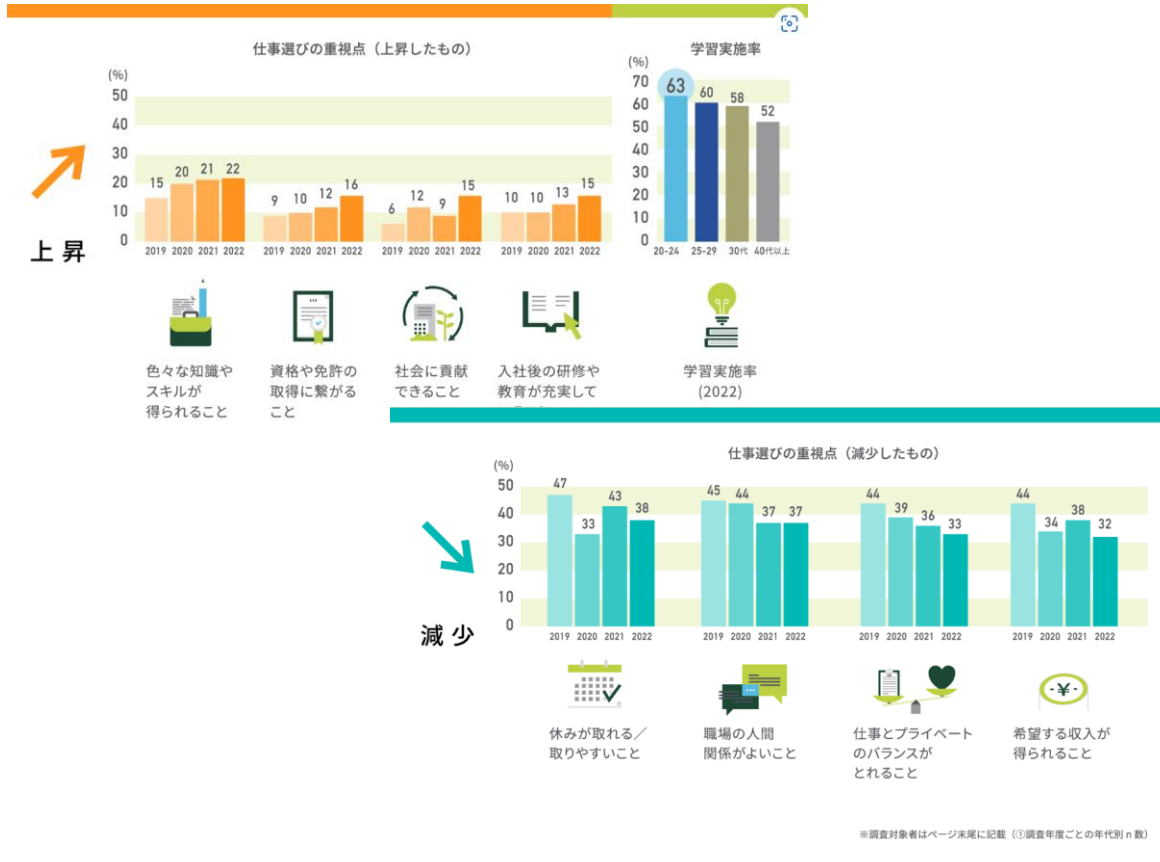 仕事選びの重視点（上昇したもの）
(%)
50
40
30
20
10
0
15 20 21 22
9 10 12 16
6 12 9 15
10 10 13 15
2019 2020 2021 2022
2019 2020 2021 2022
2019 2020 2021 2022
2019 2020 2021 2022
上昇
色々な知識や
スキルが
得られること
資格や免許の
取得に繋がる
こと
社会に貢献
できること
入社後の研修や
教育が充実して
学習実施率
(%)
70
60
50
40
30
20
10
0
63 60 58 52
20-24 25-29 30代 40代以上
学習実施率
(2022)
仕事選びの重視点（減少したもの）
(%)
50
40
30
20
10
0
47 33 43 38
45 44 37 37
44 39 36 33
44 34 38 32
2019 2020 2021 2022
2019 2020 2021 2022
2019 2020 2021 2022
2019 2020 2021 2022
減少
休みが取れる／
取りやすいこと
職場の人間
関係がよいこと
仕事とプライベート
のバランスが
とれること
¥
希望する収入が
得られること
※調査対象者はページ末尾に記載（①調査年度ごとの年代別 n 数）